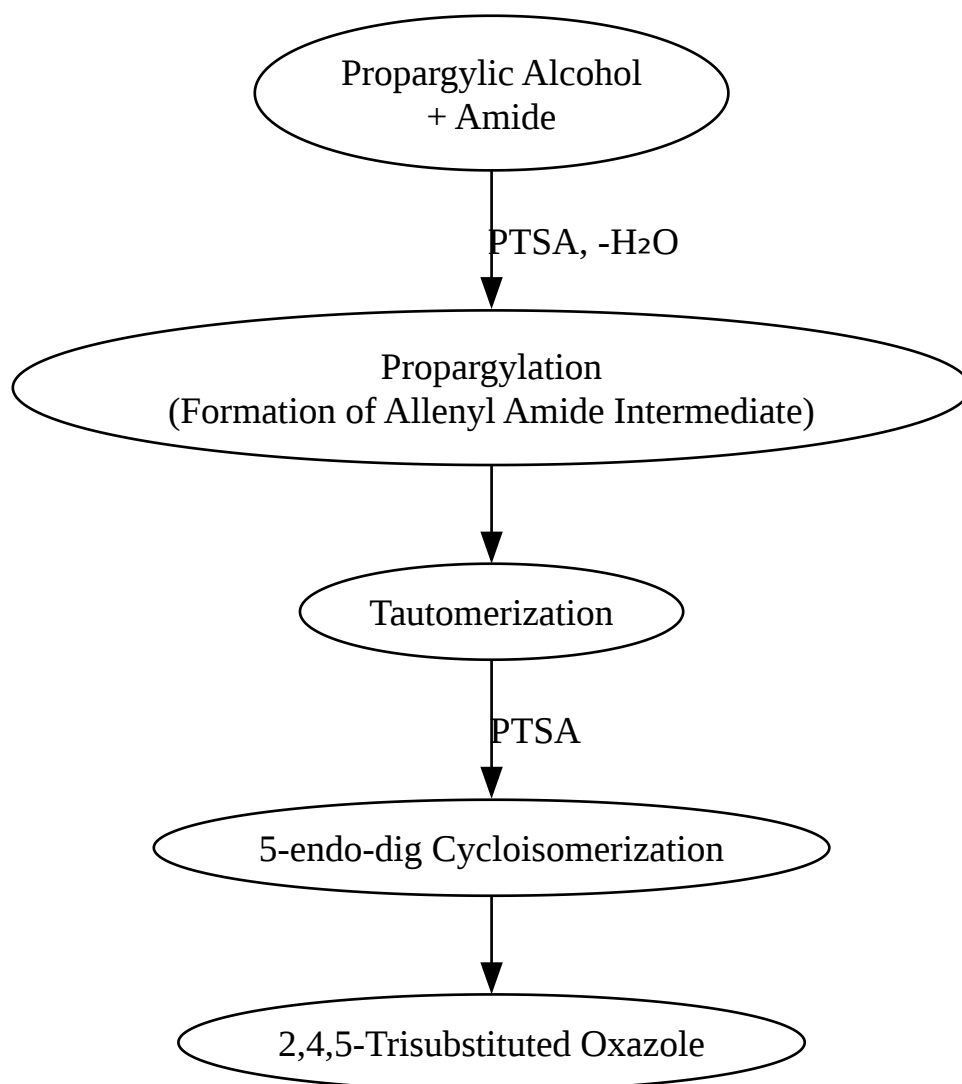 Propargylic Alcohol
+ Amide
PTSA, -H₂O
Propargylation
(Formation of Allenyl Amide Intermediate)
Tautomerization
PTSA
5-endo-dig Cycloisomerization
2,4,5-Trisubstituted Oxazole